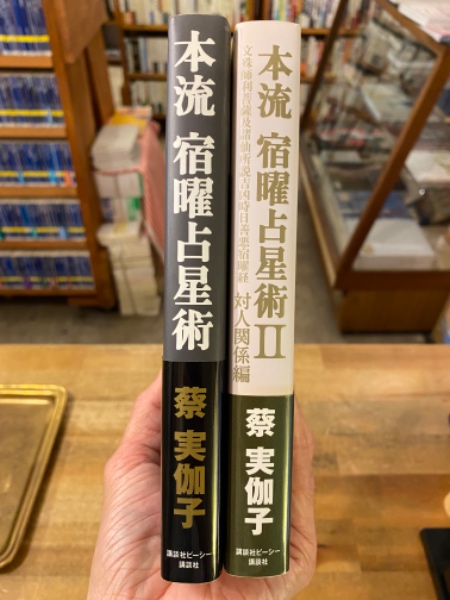 本流 宿曜占星術
蔡 実伽子
講談社ビーシー
講談社
本流 宿曜占星術II
文殊師利菩薩及諸仙所説吉凶時日善悪宿曜経
対人関係編
蔡 実伽子
講談社ビーシー
講談社